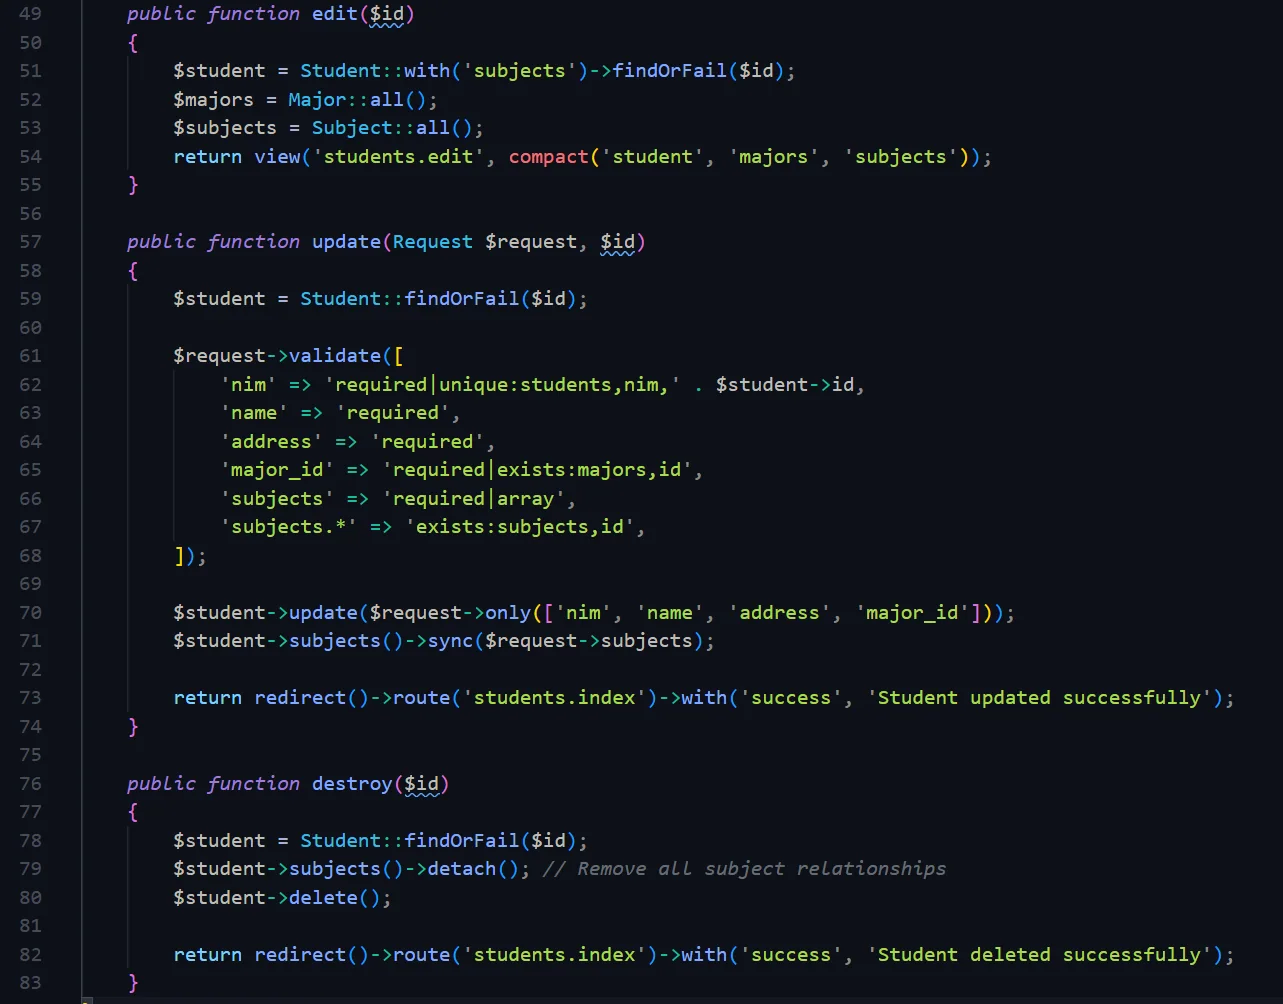 49 public function edit($id)
50 {
51 $student = Student::with('subjects')->findOrFail($id);
52 $majors = Major::all();
53 $subjects = Subject::all();
54 return view('students.edit', compact('student', 'majors', 'subjects'));
55 }
56
57 public function update(Request $request, $id)
58 {
59 $student = Student::findOrFail($id);
60
61 $request->validate([
62 'nim' => 'required|unique:students,nim,' . $student->id,
63 'name' => 'required',
64 'address' => 'required',
65 'major_id' => 'required|exists:majors,id',
66 'subjects' => 'required|array',
67 'subjects.*' => 'exists:subjects,id',
68 ]);
69
70 $student->update($request->only(['nim', 'name', 'address', 'major_id']));
71 $student->subjects()->sync($request->subjects);
72
73 return redirect()->route('students.index')->with('success', 'Student updated successfully');
74 }
75
76 public function destroy($id)
77 {
78 $student = Student::findOrFail($id);
79 $student->subjects()->detach(); // Remove all subject relationships
80 $student->delete();
81
82 return redirect()->route('students.index')->with('success', 'Student deleted successfully');
83 }